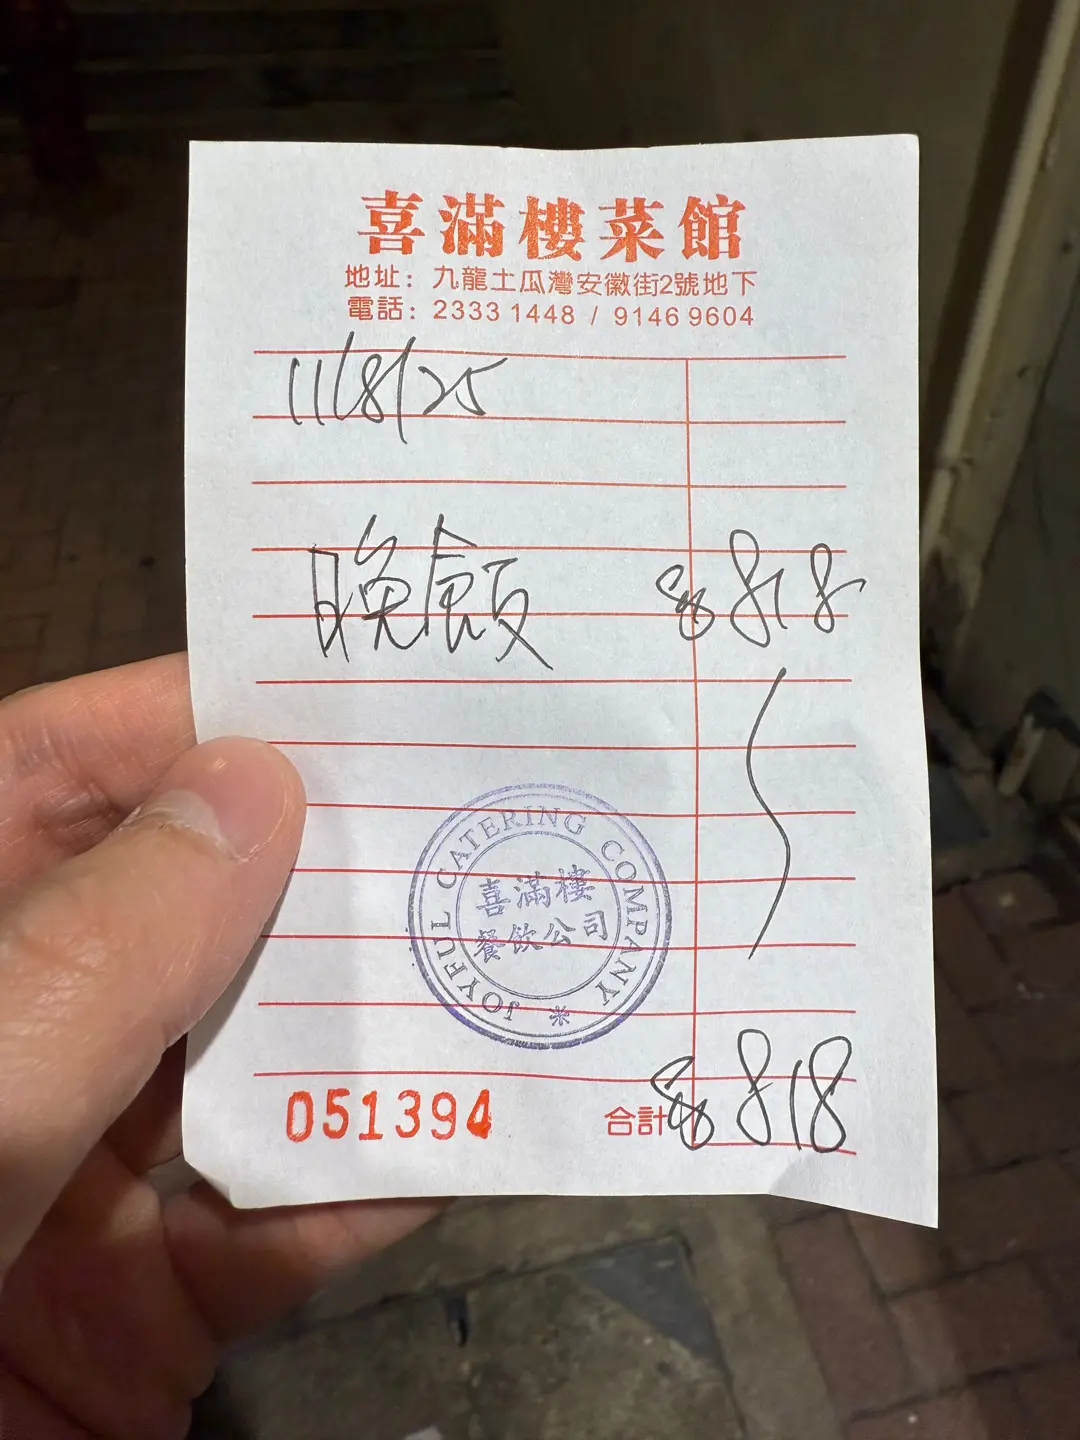 喜滿樓菜館
地址：九龍土瓜灣安徽街2號地下
電話：2333 1448 / 9146 9604
11/8/25
晚飯 $ 818
JOYFUL CATERING COMPANY
喜滿樓
餐飲公司
051394 合計 $ 818